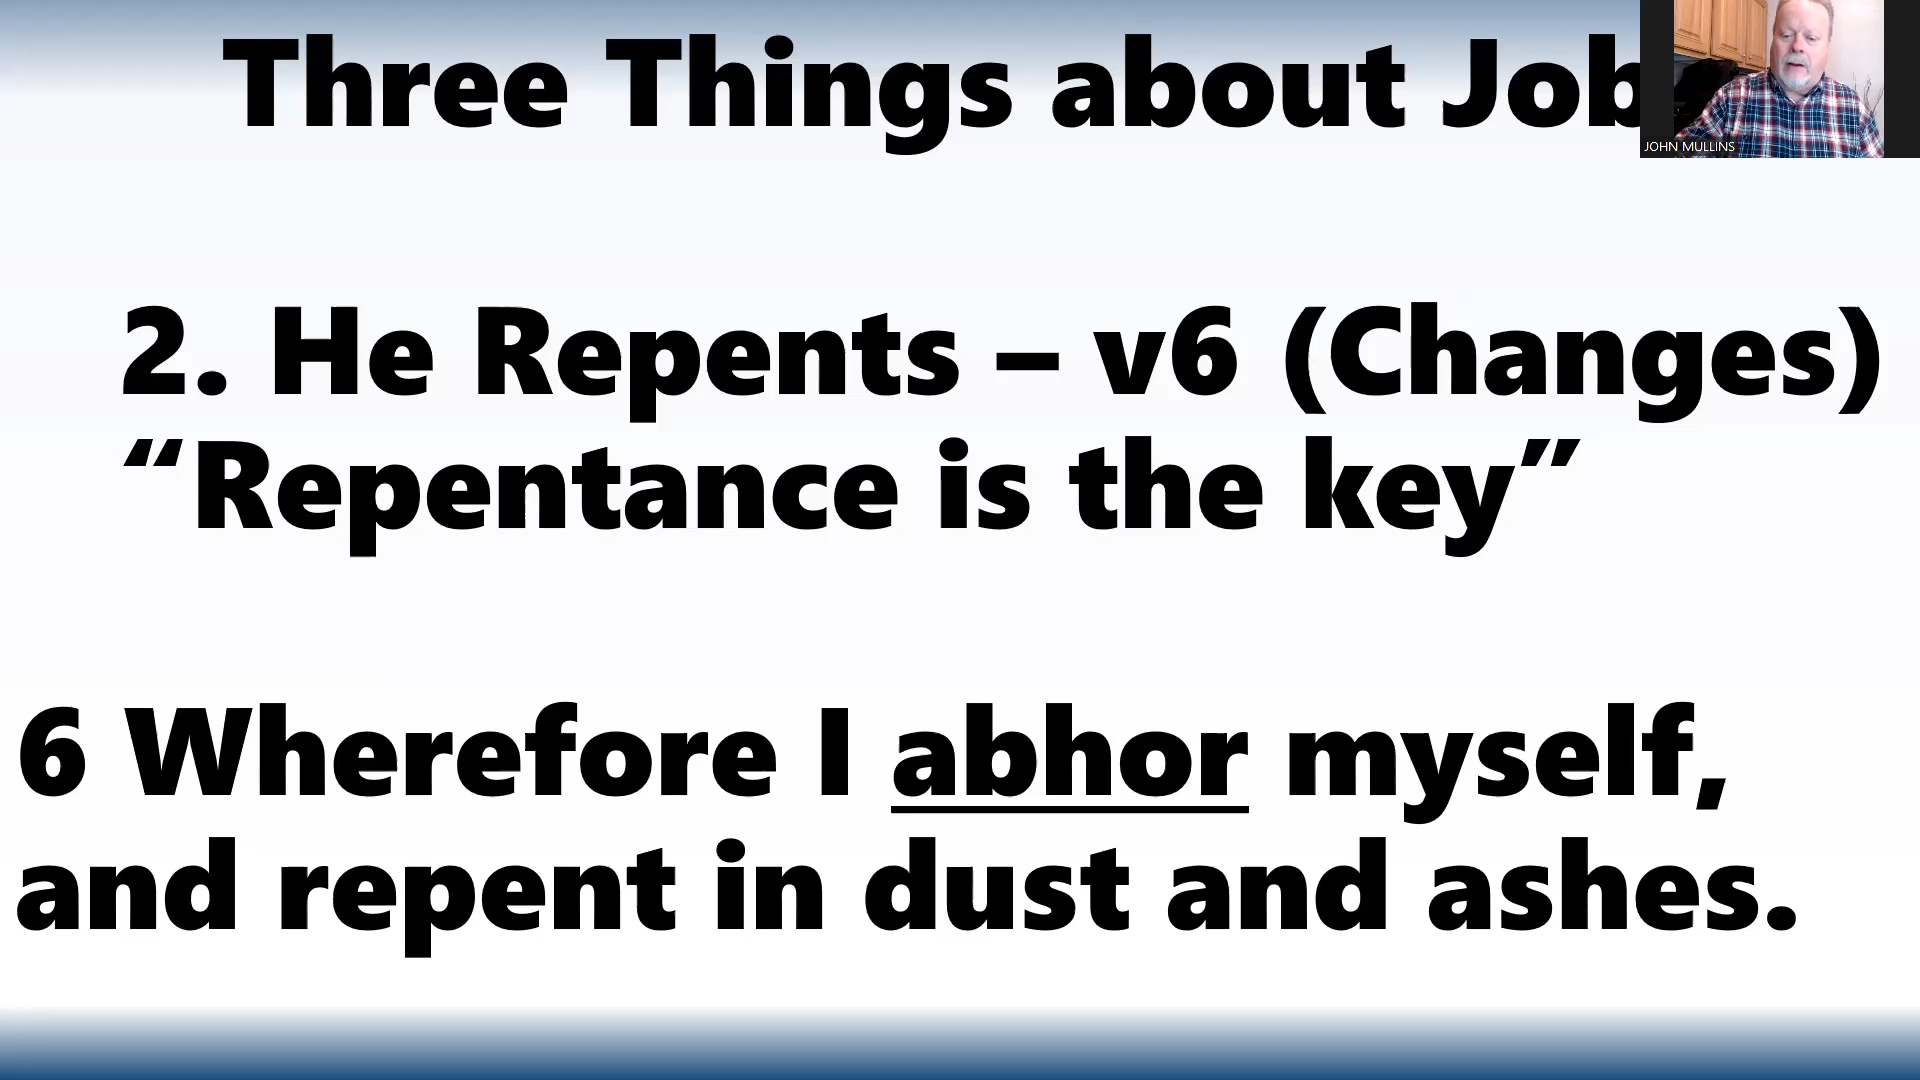 Three Things about Job
JOHN MULLINS
2. He Repents – v6 (Changes)
“Repentance is the key”
6 Wherefore I abhor myself,
and repent in dust and ashes.